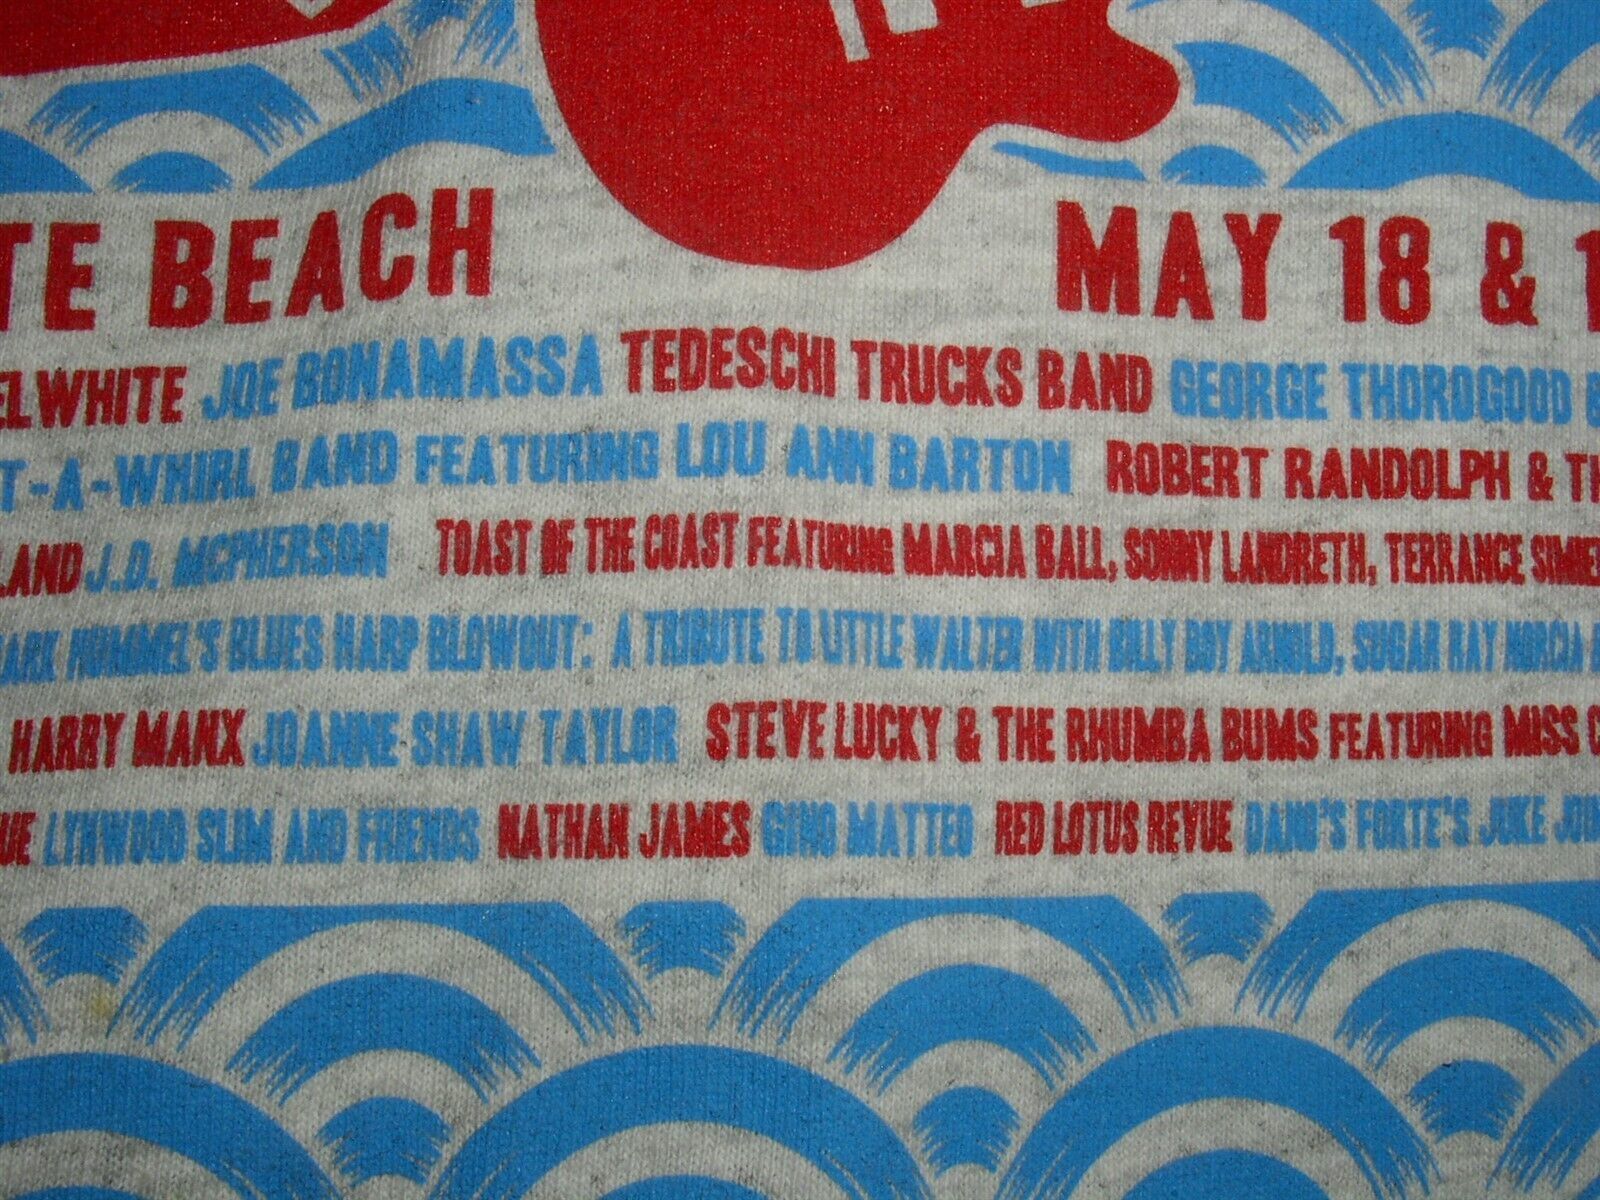 TE BEACH MAY 18 & 1
ELWHITE JOE BONAMASSA TEDESCHI TRUCKS BAND GEORGE THOROGOOD &
T-A-WHIRL BAND FEATURING LOU ANN BARTON ROBERT RANDOLPH & TH
LAND J.D. MCPHERSON TOAST OF THE COAST FEATURING MARCIA BALL, SONNY LANDRETH, TERRANCE SIMIE
ARK HUMMEL'S BLUES HARP BLOWOUT: A TRIBUTE TO LITTLE WALTER WITH BILLY BOY ARNOLD, SUGAR RAY NORCIA
HARRY MANX JOANNE SHAW TAYLOR STEVE LUCKY & THE RHUMBA BUMS FEATURING MISS C
UE LYNWOOD SLIM AND FRIENDS NATHAN JAMES GINO MATTEO RED LOTUS REVUE DANO'S FORTE'S JUKE JOI